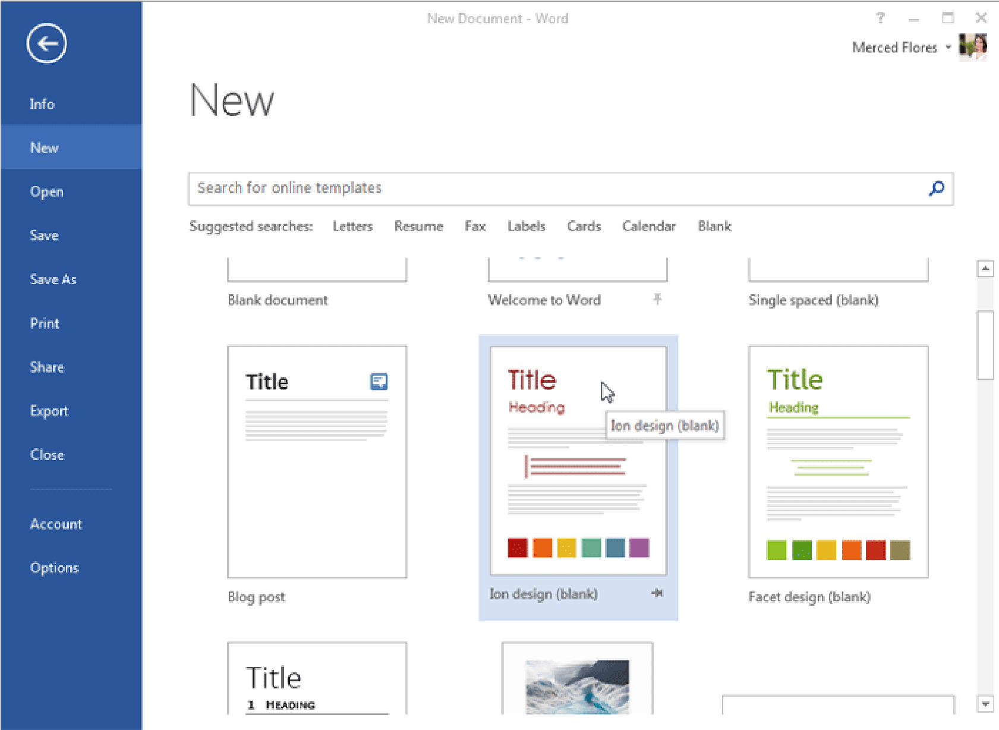 New Document - Word
?
Merced Flores
Info
New
Open
Save
Save As
Print
Share
Export
Close
Account
Options
New
Search for online templates
Suggested searches: Letters Resume Fax Labels Cards Calendar Blank
Blank document Welcome to Word Single spaced (blank)
Title
Title
Heading
Ion design (blank)
Title
Heading
Blog post Ion design (blank) Facet design (blank)
Title
1 HEADING